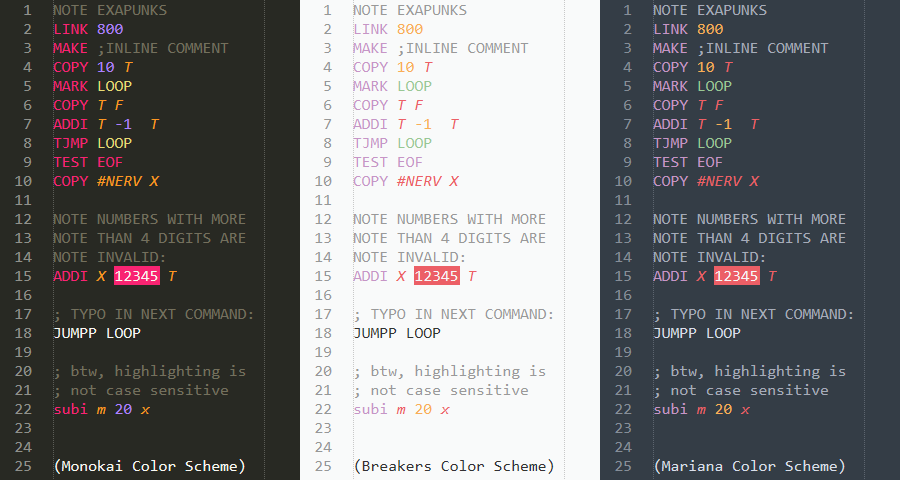 1 NOTE EXAPUNKS
2 LINK 800
3 MAKE ;INLINE COMMENT
4 COPY 10 T
5 MARK LOOP
6 COPY T F
7 ADDI T -1  T
8 TJMP LOOP
9 TEST EOF
10 COPY #NERV X
11
12 NOTE NUMBERS WITH MORE
13 NOTE THAN 4 DIGITS ARE
14 NOTE INVALID:
15 ADDI X 12345 T
16
17 ; TYPO IN NEXT COMMAND:
18 JUMPP LOOP
19
20 ; btw, highlighting is
21 ; not case sensitive
22 subi m 20 x
23
24
25 (Monokai Color Scheme)
1 NOTE EXAPUNKS
2 LINK 800
3 MAKE ;INLINE COMMENT
4 COPY 10 T
5 MARK LOOP
6 COPY T F
7 ADDI T -1  T
8 TJMP LOOP
9 TEST EOF
10 COPY #NERV X
11
12 NOTE NUMBERS WITH MORE
13 NOTE THAN 4 DIGITS ARE
14 NOTE INVALID:
15 ADDI X 12345 T
16
17 ; TYPO IN NEXT COMMAND:
18 JUMPP LOOP
19
20 ; btw, highlighting is
21 ; not case sensitive
22 subi m 20 x
23
24
25 (Breakers Color Scheme)
1 NOTE EXAPUNKS
2 LINK 800
3 MAKE ;INLINE COMMENT
4 COPY 10 T
5 MARK LOOP
6 COPY T F
7 ADDI T -1  T
8 TJMP LOOP
9 TEST EOF
10 COPY #NERV X
11
12 NOTE NUMBERS WITH MORE
13 NOTE THAN 4 DIGITS ARE
14 NOTE INVALID:
15 ADDI X 12345 T
16
17 ; TYPO IN NEXT COMMAND:
18 JUMPP LOOP
19
20 ; btw, highlighting is
21 ; not case sensitive
22 subi m 20 x
23
24
25 (Mariana Color Scheme)